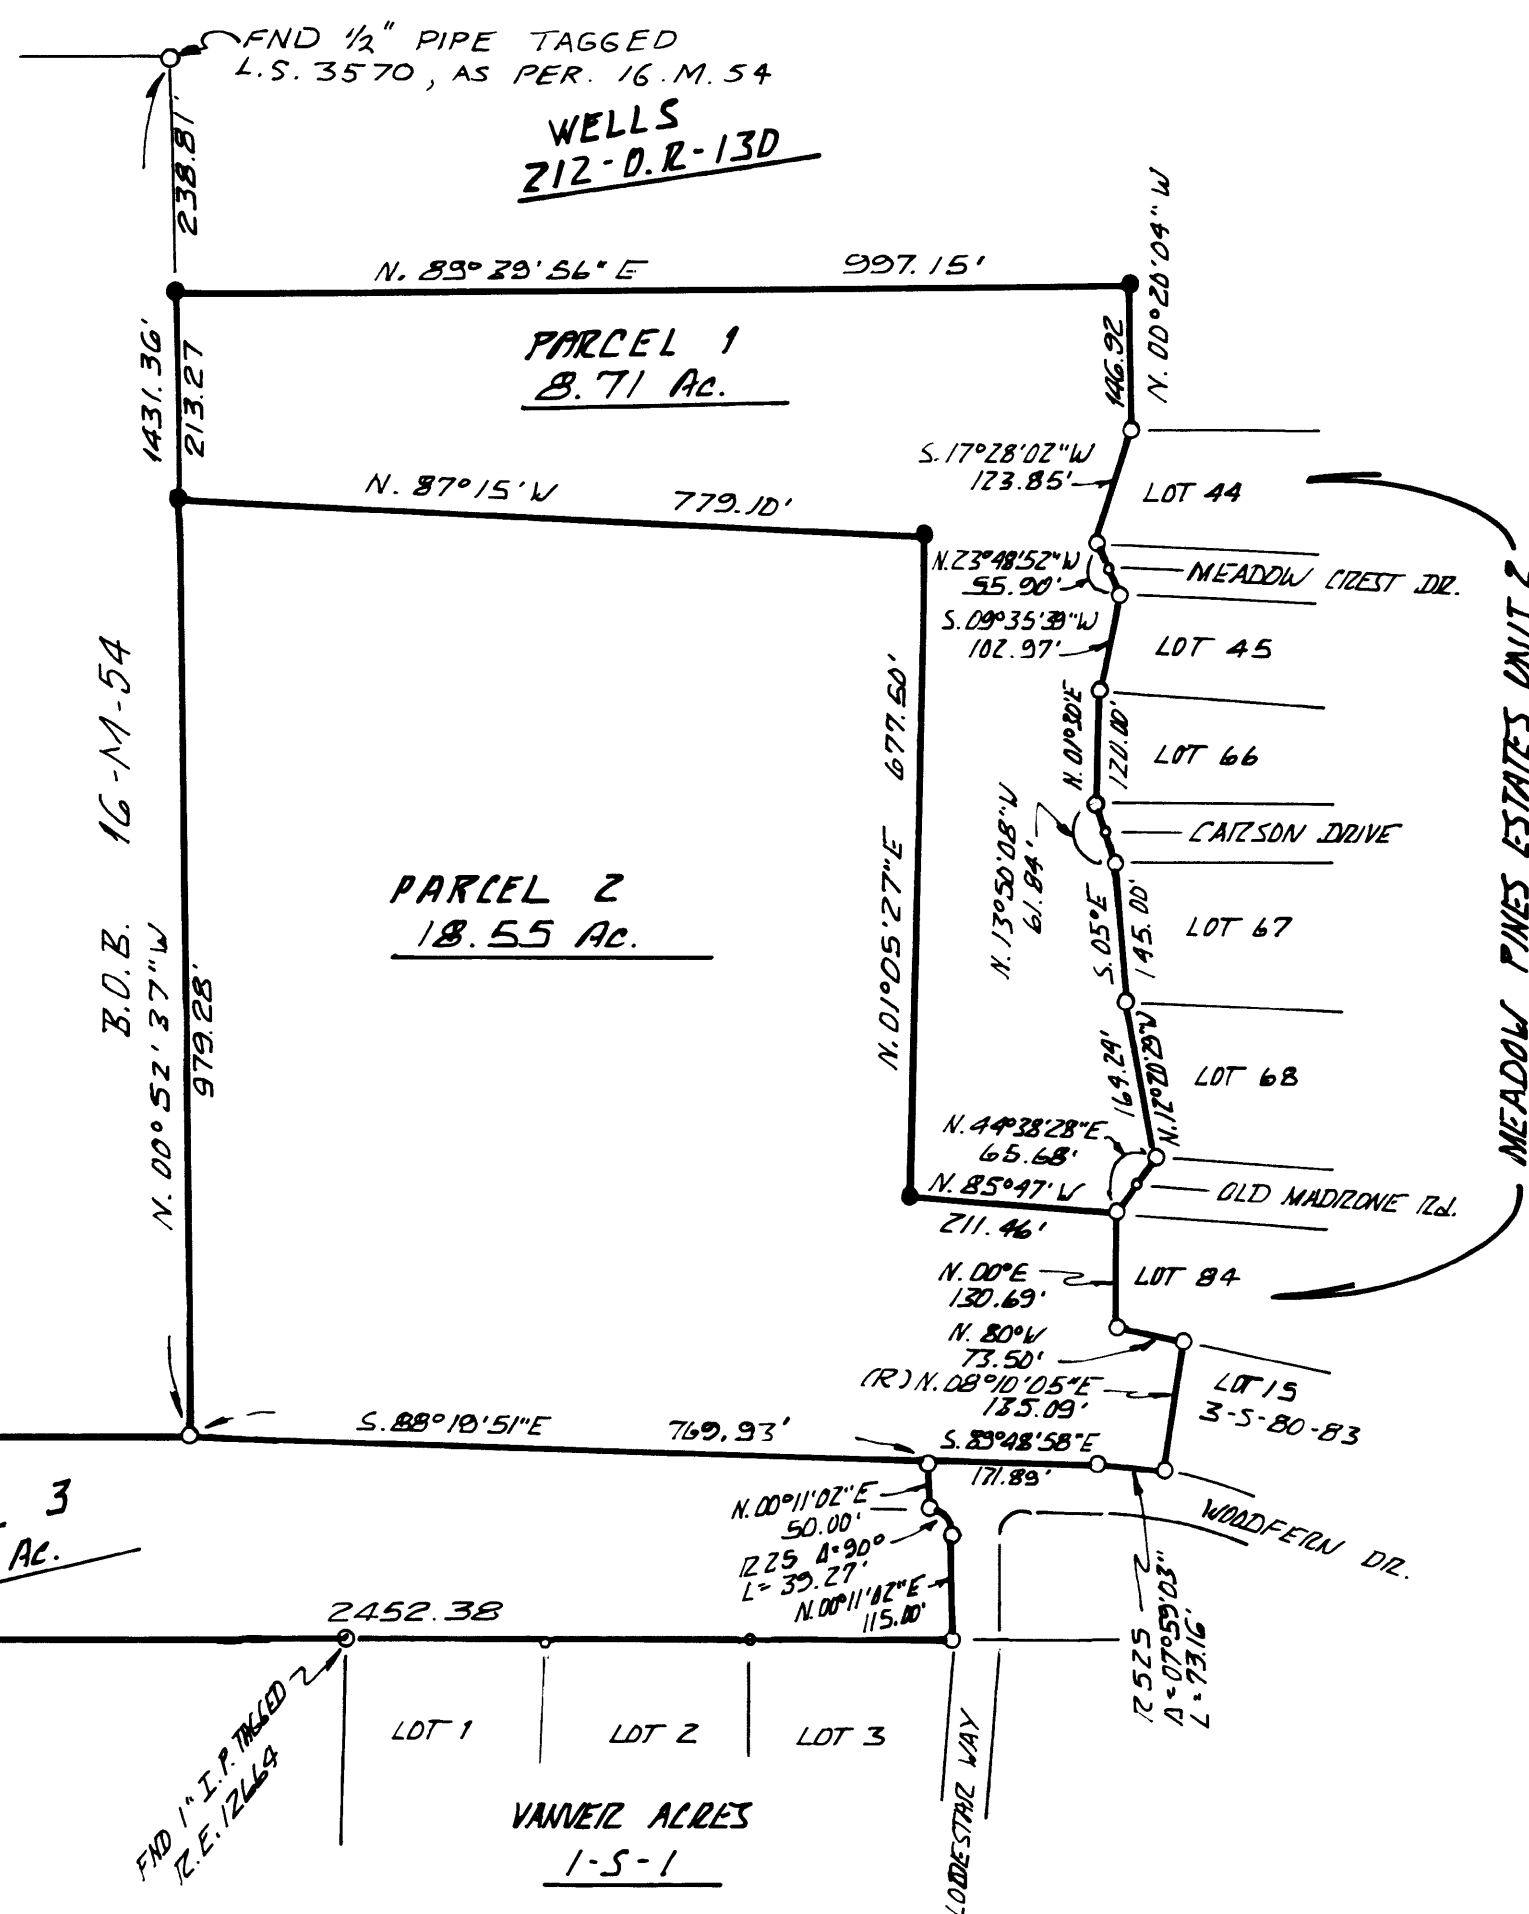 FND 1/2" PIPE TAGGED
L.S. 3570, AS PER. 16.M.54
238.81'
WELLS
212-O.R-130
N. 89°39'56" E 997.15'
N. 00°20'04" W
146.92
1431.36'
213.27
PARCEL 1
8.71 Ac.
S. 17°28'02" W
123.85'
LOT 44
N. 87°15' W 779.10'
N. 23°48'52" W
55.90'
MEADOW CREST DR.
S. 09°35'39" W
102.97'
LOT 45
MEADOW PINES ESTATES UNIT 2
N. 01°30'E
120.00'
LOT 66
16-M-54
B.O.B.
N. 00°52'37" W
979.28'
N. 01°05'27" E 677.50'
N. 13°50'08" W
61.84'
CARSON DRIVE
PARCEL 2
18.55 Ac.
S. 05°E
145.00'
LOT 67
164.29'
N. 12°20'29" W
LOT 68
N. 44°38'28" E
65.68'
N. 85°47' W
211.46'
OLD MADRONE Rd.
N. 00°E
130.69'
LOT 84
N. 80°W
73.50'
(R) N. 08°10'05" E
135.09'
LOT 15
3-S-80-83
S. 88°19'51" E 769.93'
S. 89°48'58" E
171.89'
3
Ac.
N. 00°11'02" E
50.00'
R 25 Δ=90°
L= 39.27'
N. 00°11'02" E
115.00'
WOODFERN DR.
R 525
Δ=07°59'03"
L=73.16'
2452.38
FND 1" I.P. TAGGED
R.E. 12664
LOT 1
LOT 2
LOT 3
LODESTAR WAY
VANNER ACRES
1-S-1